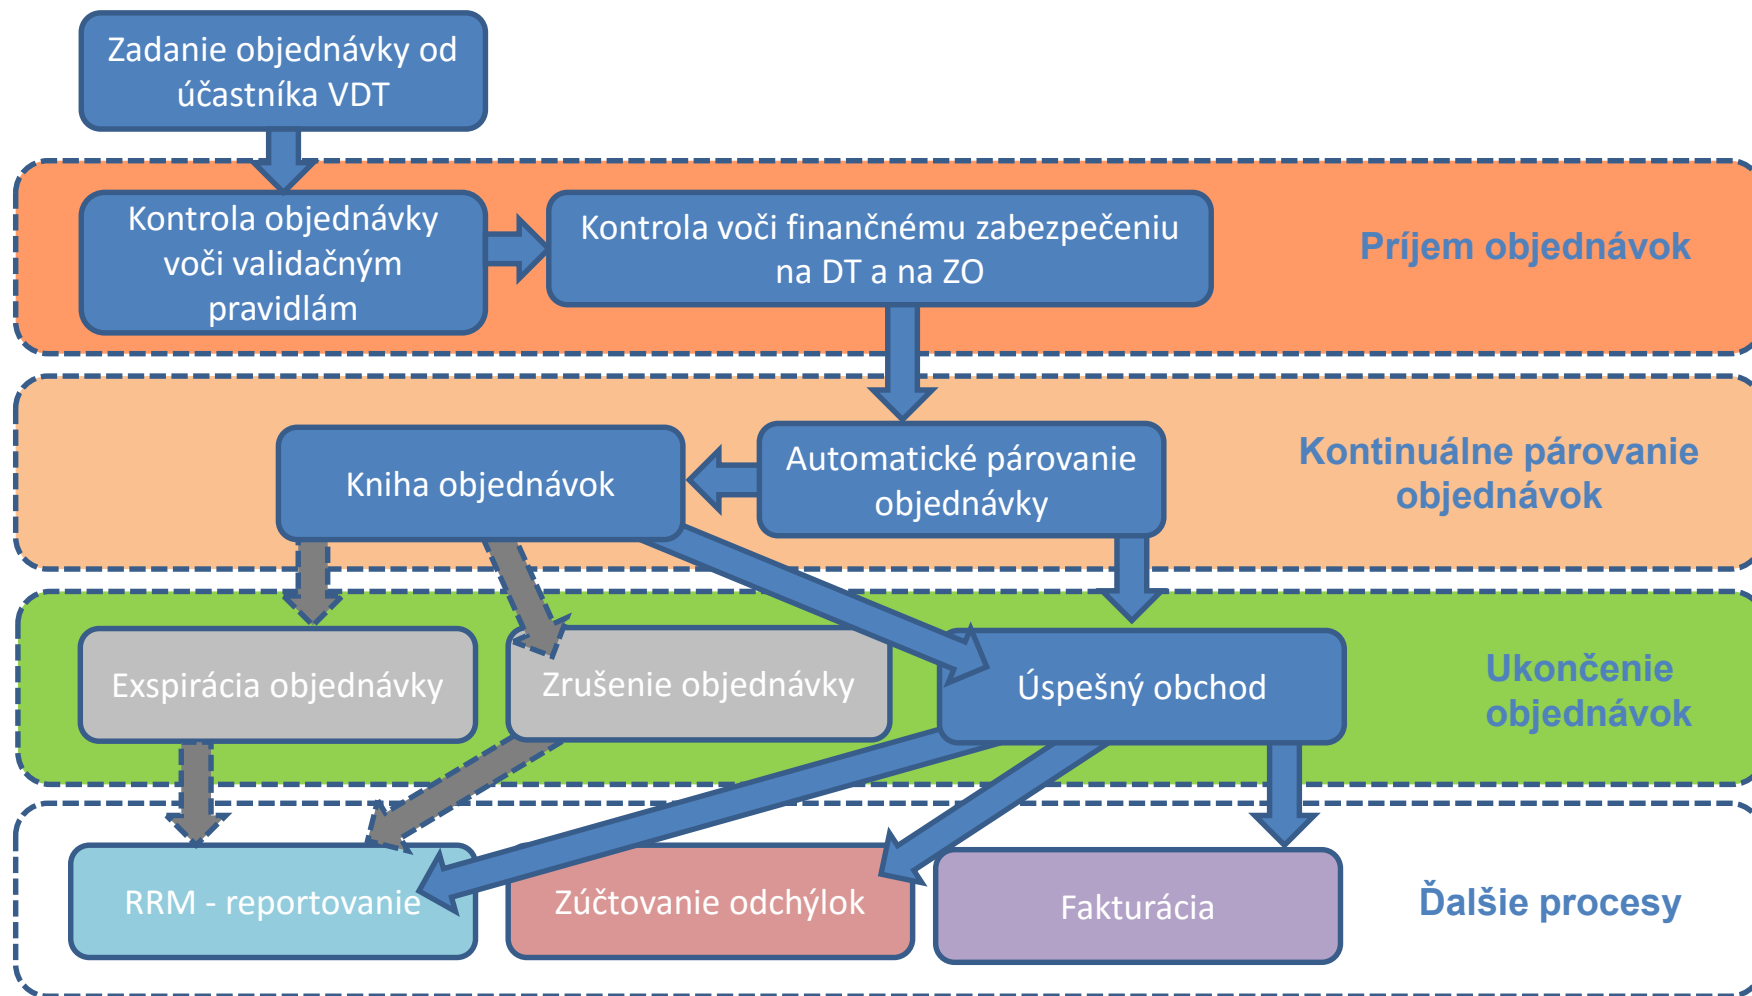 Zadanie objednávky od
účastníka VDT
Kontrola objednávky
voči validačným
pravidlám
Kontrola voči finančnému zabezpečeniu
na DT a na ZO
Príjem objednávok
Kniha objednávok
Automatické párovanie
objednávky
Kontinuálne párovanie
objednávok
Exspirácia objednávky
Zrušenie objednávky
Úspešný obchod
Ukončenie
objednávok
RRM - reportovanie
Zúčtovanie odchýlok
Fakturácia
Ďalšie procesy